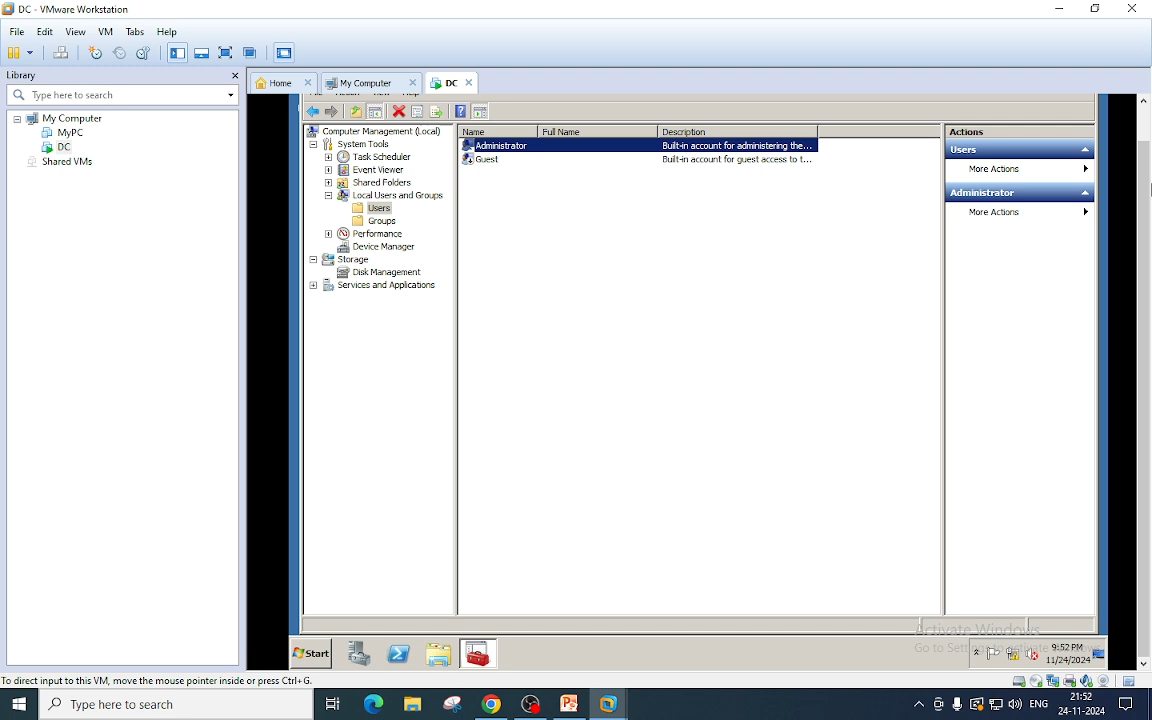 DC - VMware Workstation
File Edit View VM Tabs Help
Library
Type here to search
My Computer
MyPC
DC
Shared VMs
Home
My Computer
DC
Computer Management (Local)
System Tools
Task Scheduler
Event Viewer
Shared Folders
Local Users and Groups
Users
Groups
Performance
Device Manager
Storage
Disk Management
Services and Applications
Name Full Name Description
Administrator Built-in account for administering the...
Guest Built-in account for guest access to t...
Actions
Users
More Actions
Administrator
More Actions
Activate Windows
Go to Sett
Start
9:52 PM
11/24/2024
To direct input to this VM, move the mouse pointer inside or press Ctrl+G.
Type here to search
ENG
21:52
24-11-2024